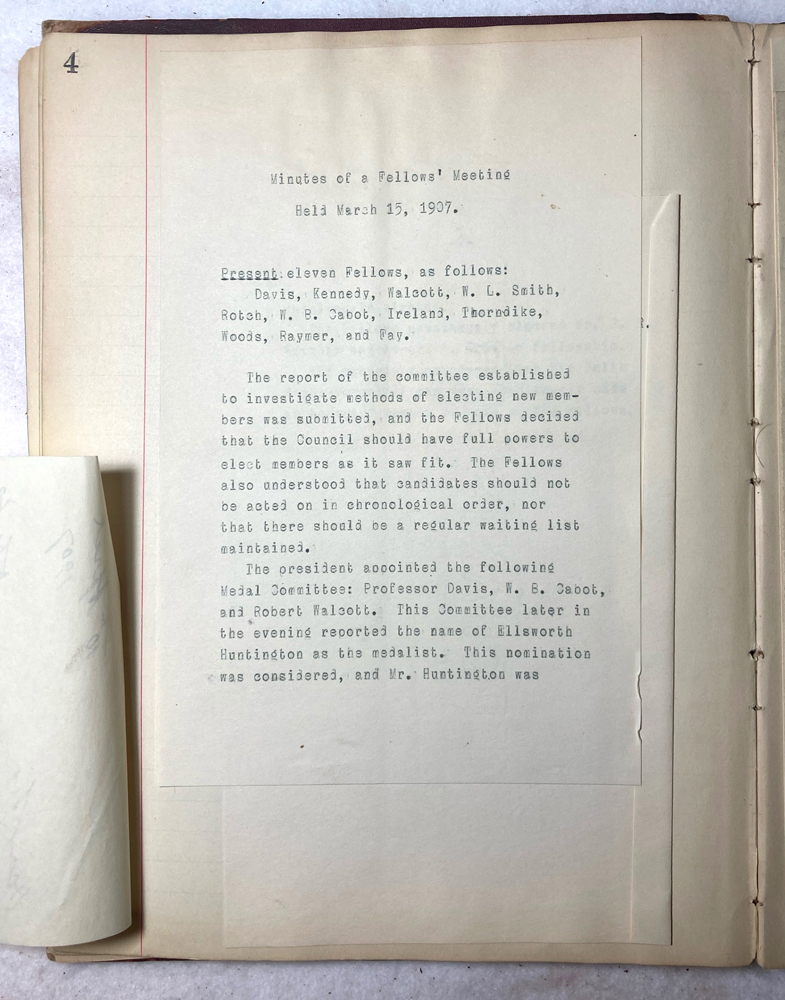 4
Minutes of a Fellows' Meeting
Held March 15, 1907.
Present: eleven Fellows, as follows:
Davis, Kennedy, Walcott, W. L. Smith,
Rotch, W. B. Cabot, Ireland, Thorndike,
Woods, Raymer, and Fay.
The report of the committee established
to investigate methods of electing new mem-
bers was submitted, and the Fellows decided
that the Council should have full powers to
elect members as it saw fit. The Fellows
also understood that candidates should not
be acted on in chronological order, nor
that there should be a regular waiting list
maintained.
The president appointed the following
Medal Committee: Professor Davis, W. B. Cabot,
and Robert Walcott. This Committee later in
the evening reported the name of Ellsworth
Huntington as the medalist. This nomination
was considered, and Mr. Huntington was